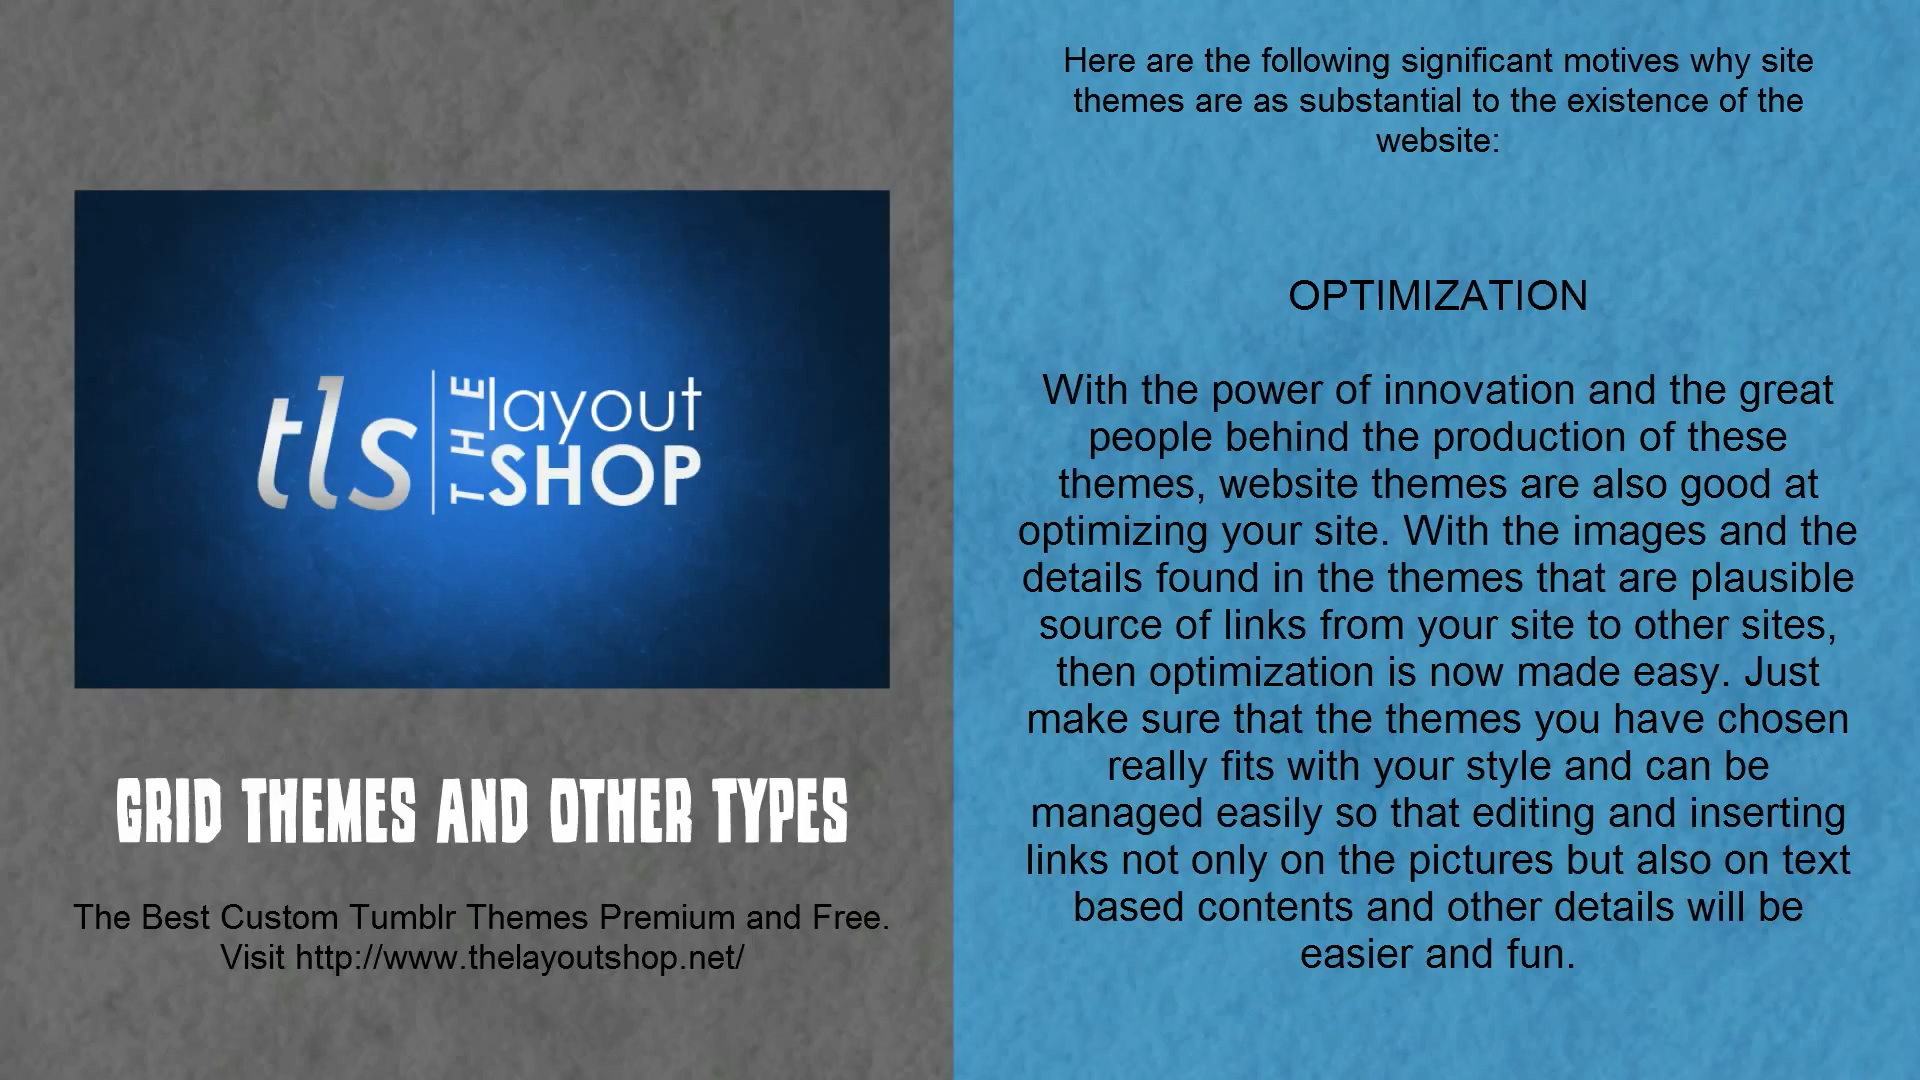 tls
THE
layout
SHOP
GRID THEMES AND OTHER TYPES
The Best Custom Tumblr Themes Premium and Free.
Visit http://www.thelayoutshop.net/
Here are the following significant motives why site
themes are as substantial to the existence of the
website:
OPTIMIZATION
With the power of innovation and the great
people behind the production of these
themes, website themes are also good at
optimizing your site. With the images and the
details found in the themes that are plausible
source of links from your site to other sites,
then optimization is now made easy. Just
make sure that the themes you have chosen
really fits with your style and can be
managed easily so that editing and inserting
links not only on the pictures but also on text
based contents and other details will be
easier and fun.